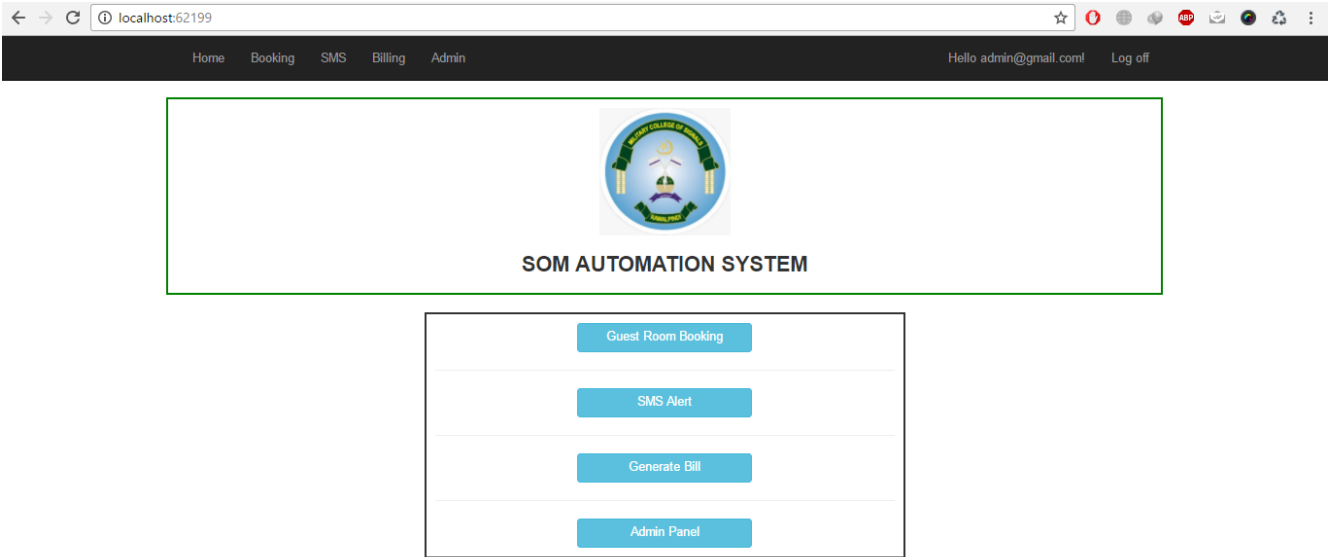 localhost:62199
ABP
Home Booking SMS Billing Admin Hello admin@gmail.com! Log off
MILITARY COLLEGE OF SIGNALS
RAWALPINDI
SOM AUTOMATION SYSTEM
Guest Room Booking
SMS Alert
Generate Bill
Admin Panel